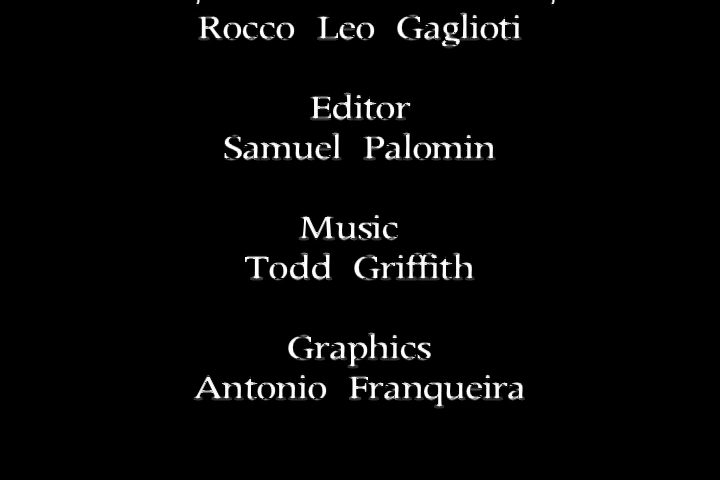 Rocco Leo Gaglioti
Editor
Samuel Palomin
Music
Todd Griffith
Graphics
Antonio Franqueira